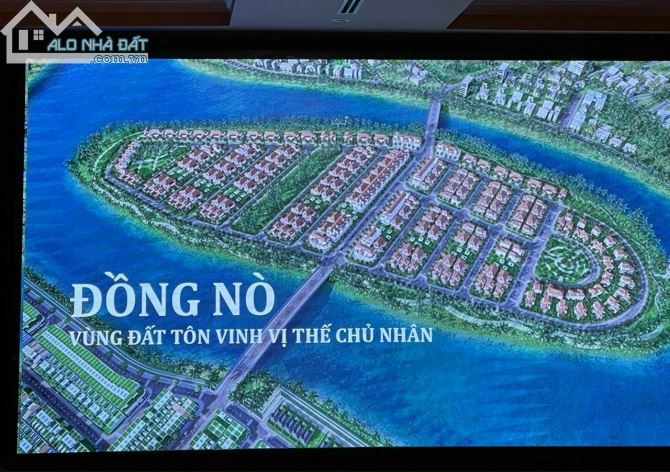 ALO NHÀ ĐẤT
.com.vn
ĐỒNG NÒ
VÙNG ĐẤT TÔN VINH VỊ THẾ CHỦ NHÂN